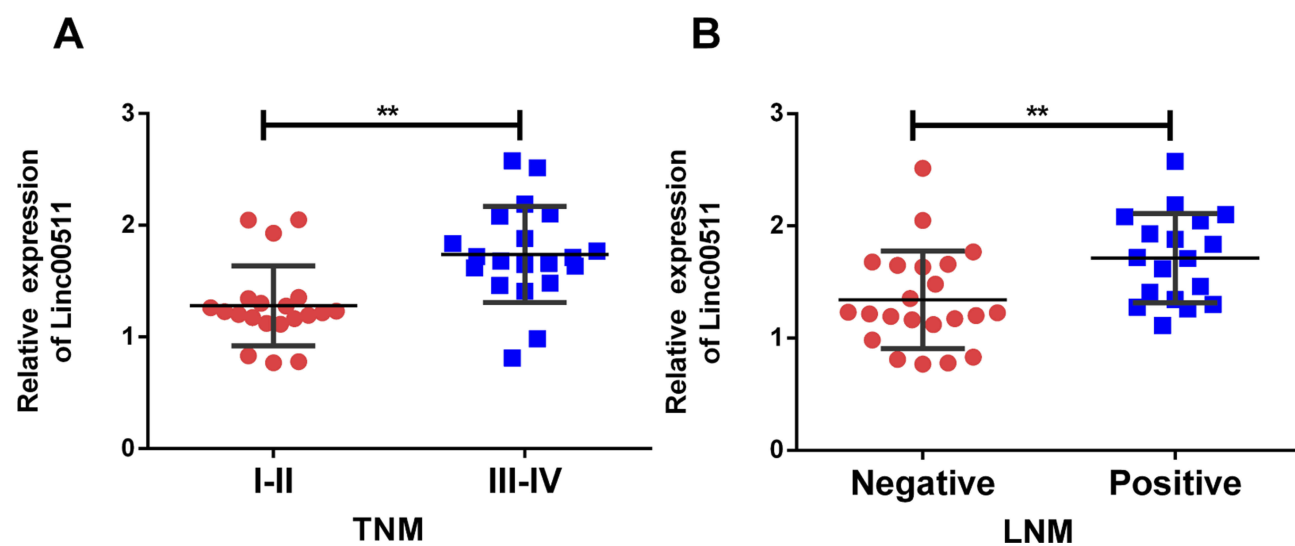 A
Relative expression
of Linc00511
3
2
1
0
**
I-II
III-IV
TNM
B
Relative expression
of Linc00511
3
2
1
0
**
Negative
Positive
LNM